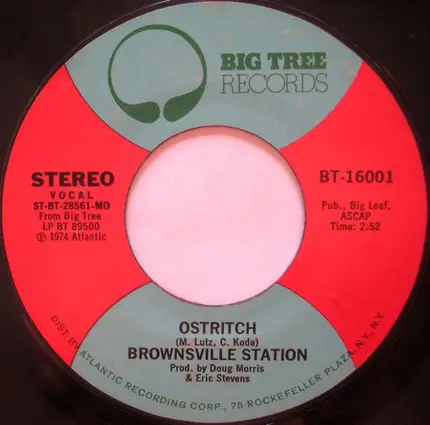 BIG TREE
RECORDS
STEREO
VOCAL
ST-BT-28561-MO
From Big Tree
LP BT 89500
℗ 1974 Atlantic
BT-16001
Pub., Big Leaf,
ASCAP
Time: 2:52
OSTRITCH
(M. Lutz, C. Koda)
BROWNSVILLE STATION
Prod. by Doug Morris
& Eric Stevens
DIST. BY ATLANTIC RECORDING CORP., 75 ROCKEFELLER PLAZA, N.Y., N.Y.